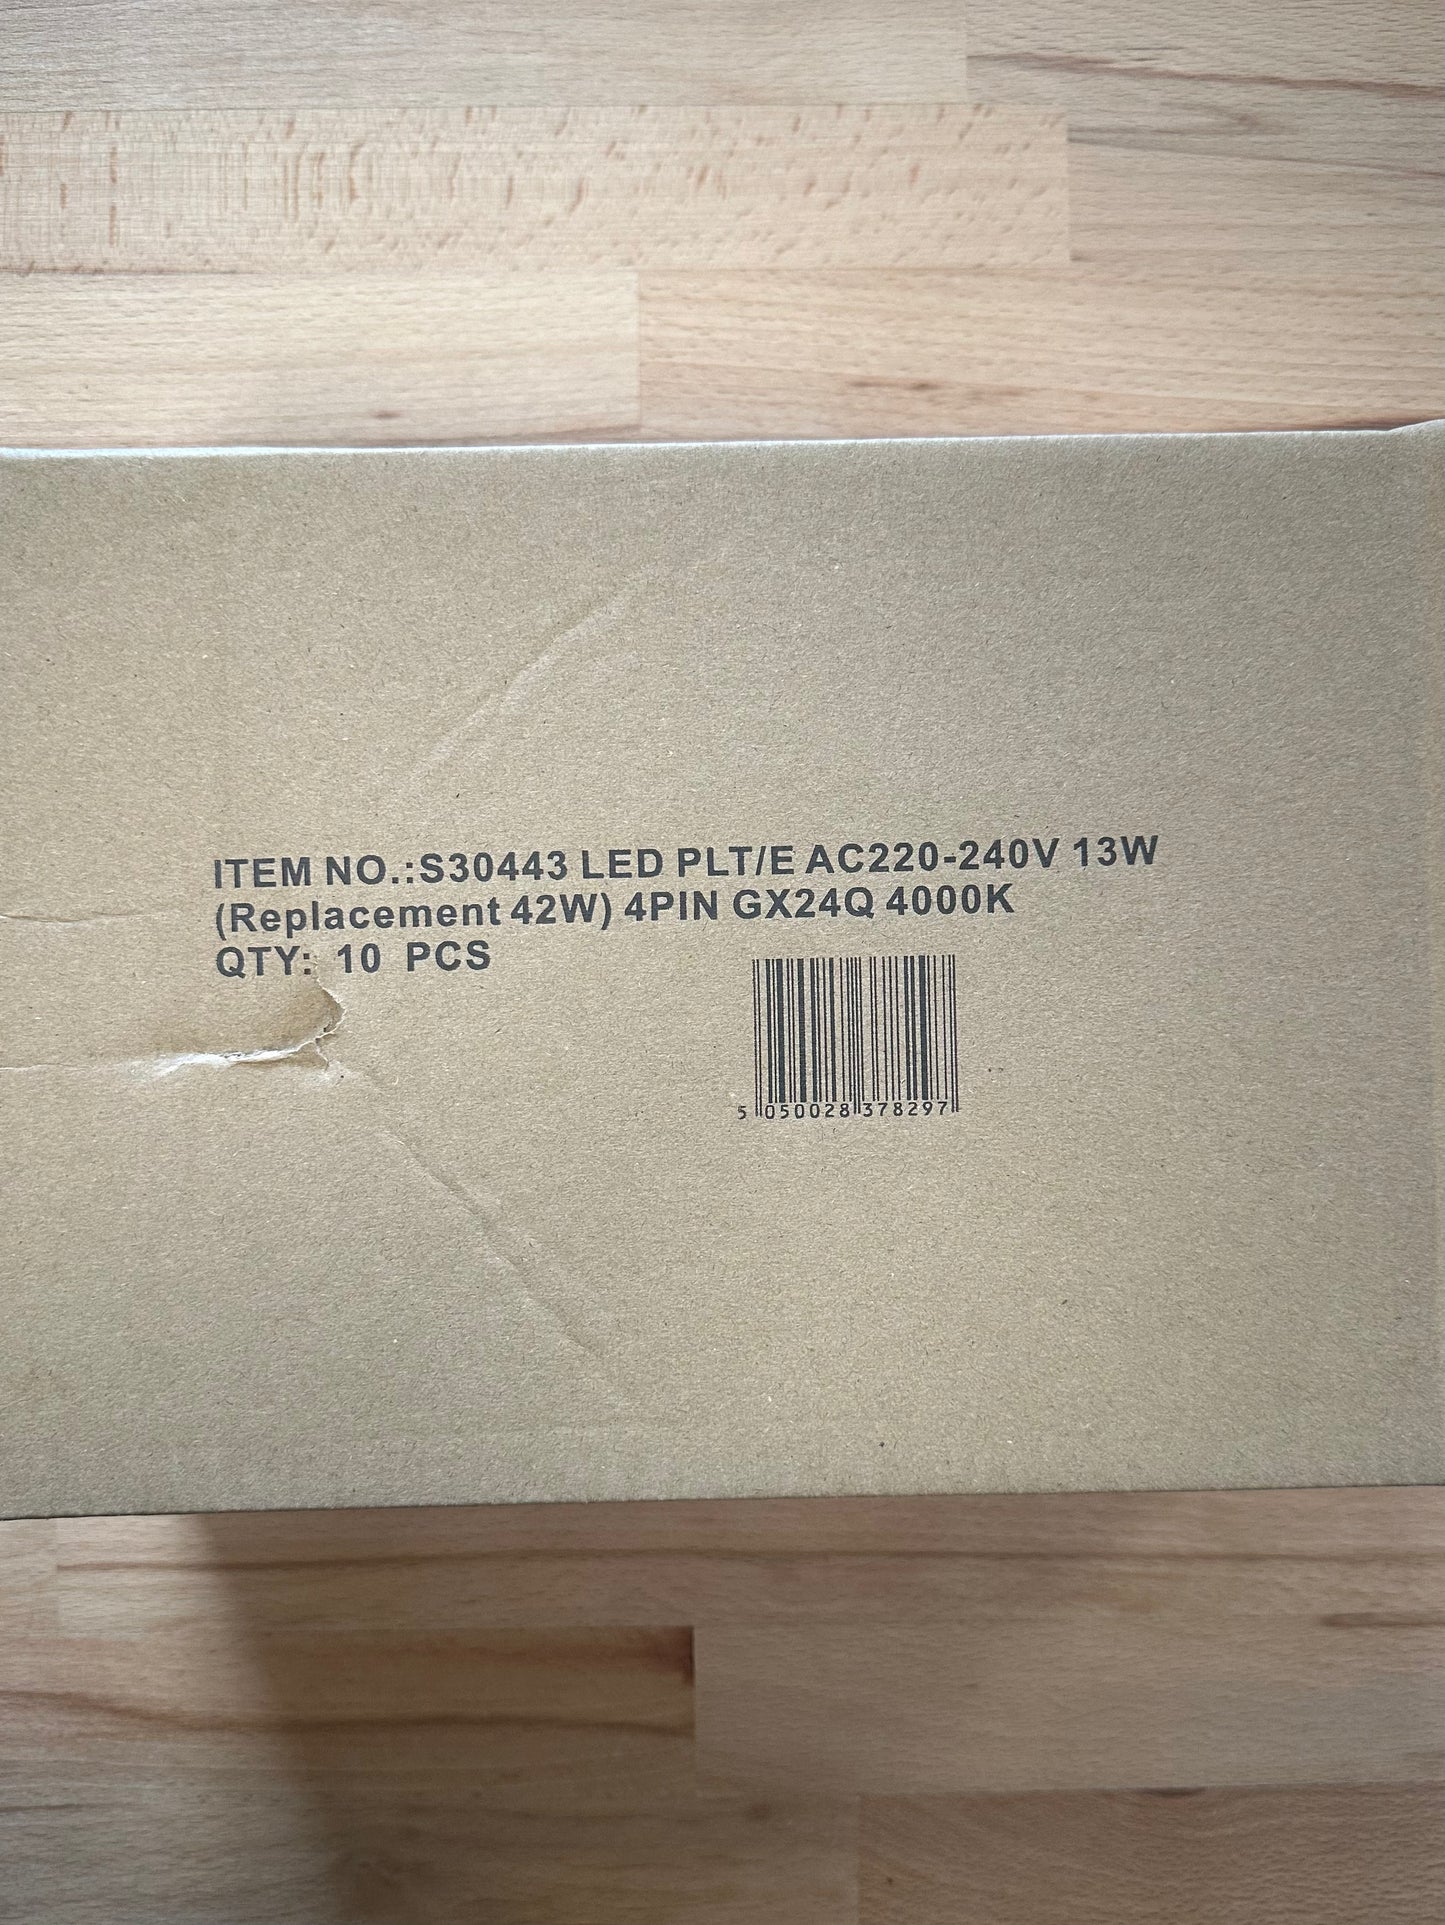 ITEM NO.:S30443 LED PLT/E AC220-240V 13W
(Replacement 42W) 4PIN GX24Q 4000K
QTY: 10 PCS
5 050028 378297